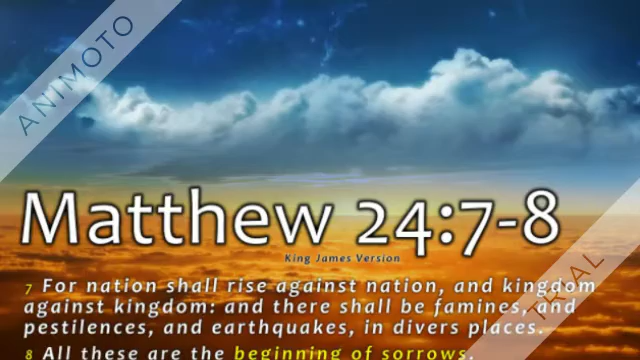 ANIMOTO
Matthew 24:7-8
King James Version
7 For nation shall rise against nation, and kingdom
against kingdom: and there shall be famines, and
pestilences, and earthquakes, in divers places.
8 All these are the beginning of sorrows.
TRIAL